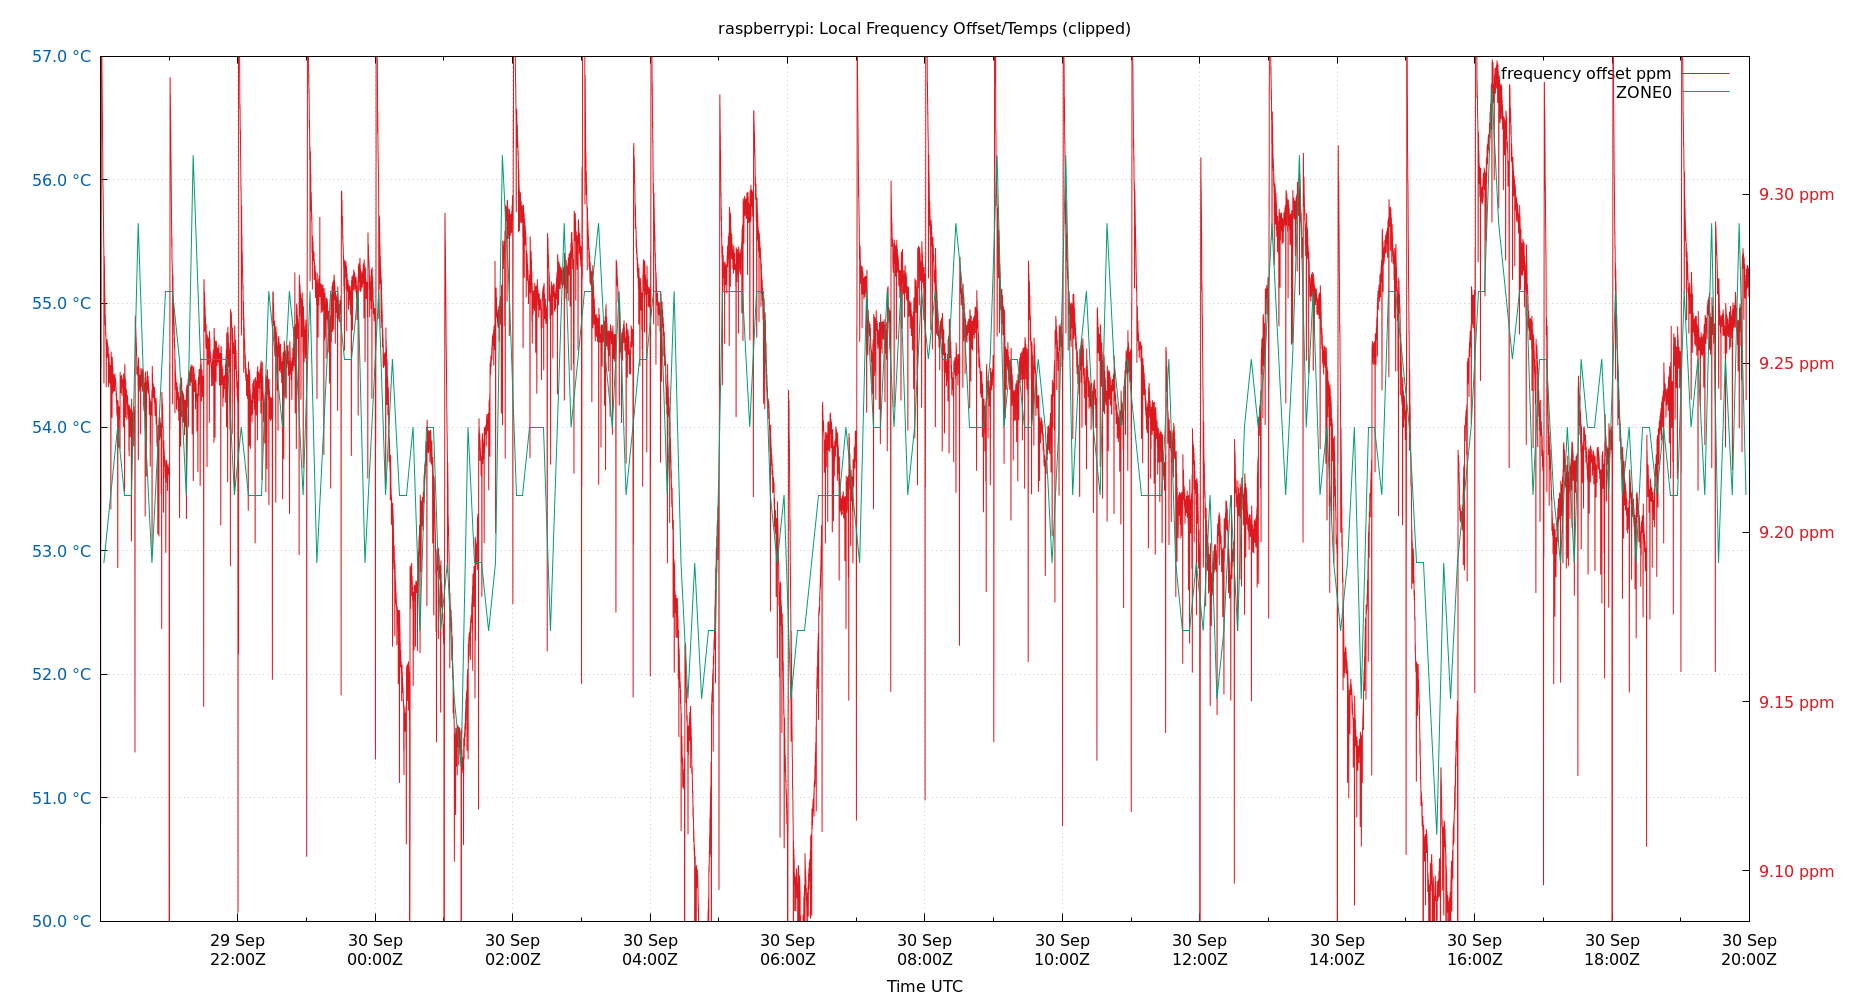 raspberrypi: Local Frequency Offset/Temps (clipped)
57.0 °C
56.0 °C
55.0 °C
54.0 °C
53.0 °C
52.0 °C
51.0 °C
50.0 °C
frequency offset ppm
ZONE0
9.30 ppm
9.25 ppm
9.20 ppm
9.15 ppm
9.10 ppm
29 Sep 30 Sep 30 Sep 30 Sep 30 Sep 30 Sep 30 Sep 30 Sep 30 Sep 30 Sep 30 Sep 30 Sep
22:00Z 00:00Z 02:00Z 04:00Z 06:00Z 08:00Z 10:00Z 12:00Z 14:00Z 16:00Z 18:00Z 20:00Z
Time UTC